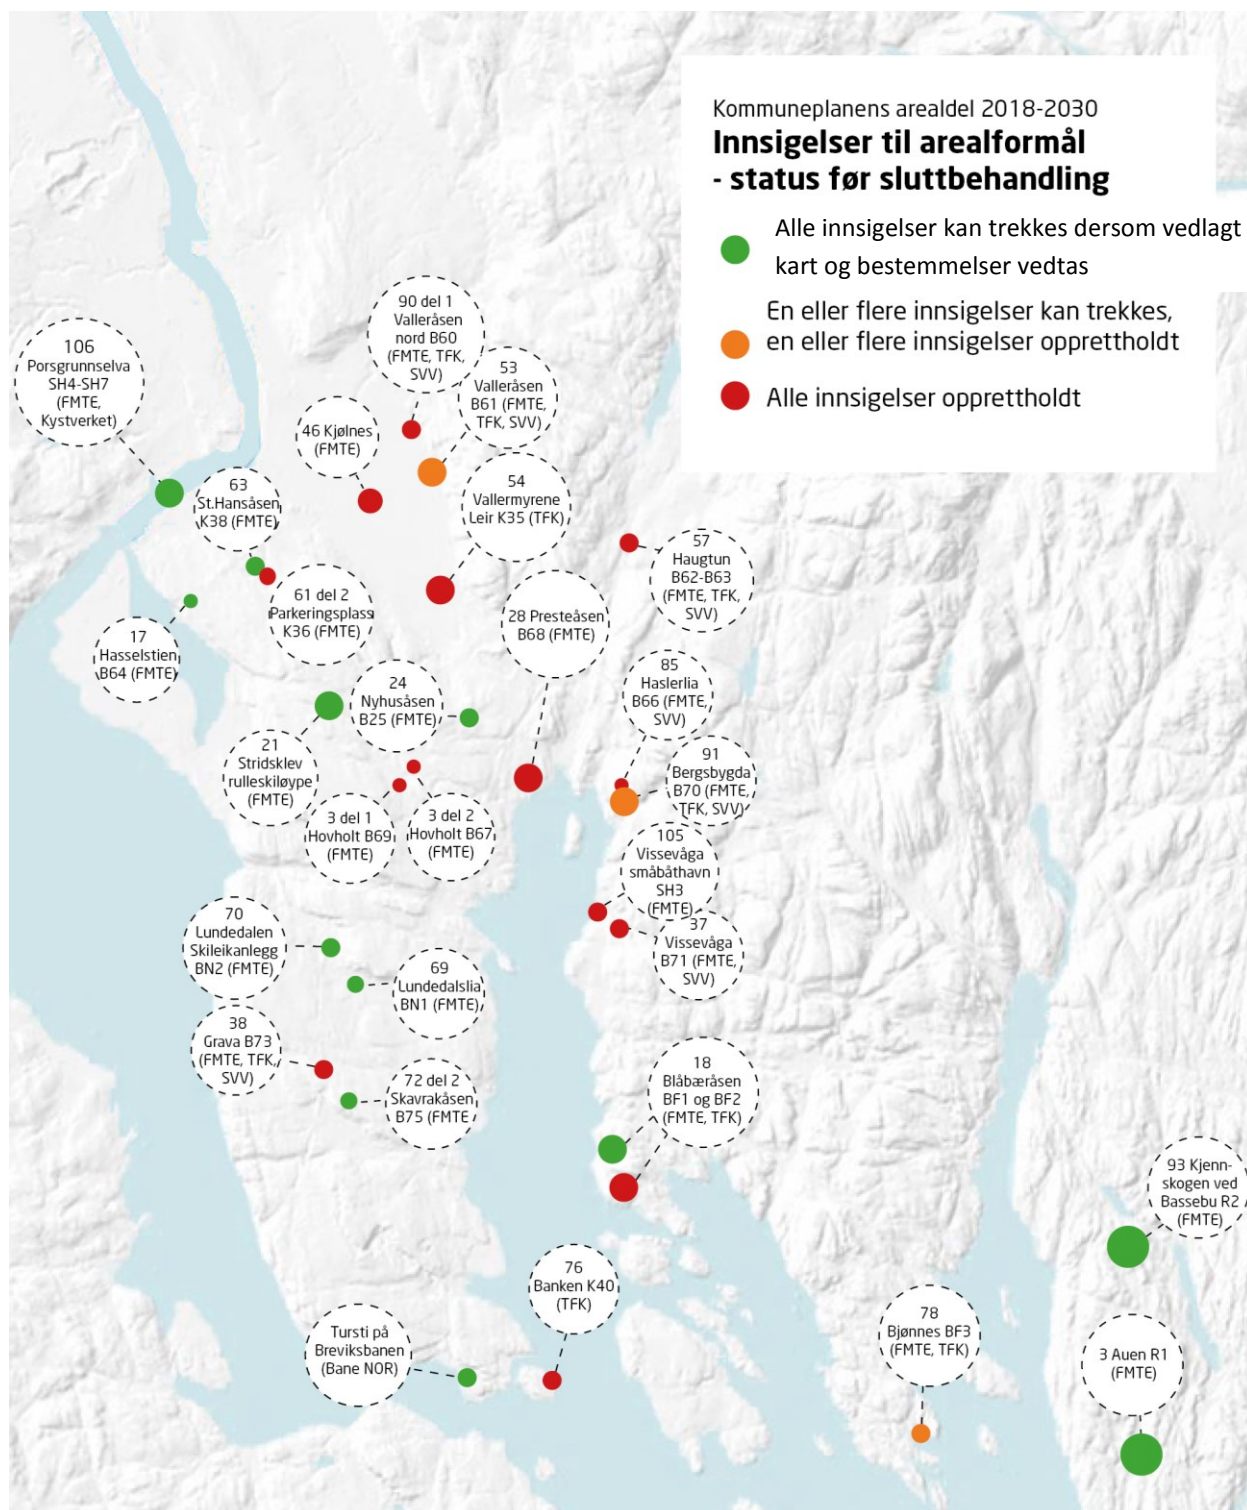 Kommuneplanens arealdel 2018-2030
Innsigelser til arealformål
- status før sluttbehandling
Alle innsigelser kan trekkes dersom vedlagt
kart og bestemmelser vedtas
En eller flere innsigelser kan trekkes,
en eller flere innsigelser opprettholdt
Alle innsigelser opprettholdt
90 del 1
Valleråsen
nord B60
(FMTE, TFK,
SVV)
106
Porsgrunnselva
SH4-SH7
(FMTE,
Kystverket)
53
Valleråsen
B61 (FMTE,
TFK, SVV)
46 Kjølnes
(FMTE)
63
St.Hansåsen
K38 (FMTE)
54
Vallermyrene
Leir K35 (TFK)
57
Haugtun
B62-B63
(FMTE, TFK,
SVV)
61 del 2
Parkeringsplass
K36 (FMTE)
28 Presteåsen
B68 (FMTE)
17
Hasselstien
B64 (FMTE)
24
Nyhusåsen
B25 (FMTE)
85
Haslerlia
B66 (FMTE,
SVV)
21
Stridsklev
rulleskiløype
(FMTE)
91
Bergsbygda
B70 (FMTE,
TFK, SVV)
3 del 1
Hovholt B69
(FMTE)
3 del 2
Hovholt B67
(FMTE)
105
Vissevåga
småbåthavn
SH3
(FMTE)
70
Lundedalen
Skileikanlegg
BN2 (FMTE)
37
Vissevåga
B71 (FMTE,
SVV)
69
Lundedalslia
BN1 (FMTE)
38
Grava B73
(FMTE, TFK,
SVV)
72 del 2
Skavrakåsen
B75 (FMTE
18
Blåbæråsen
BF1 og BF2
(FMTE, TFK)
93 Kjenn-
skogen ved
Bassebu R2
(FMTE)
76
Banken K40
(TFK)
78
Bjønnes BF3
(FMTE, TFK)
Tursti på
Breviksbanen
(Bane NOR)
3 Auen R1
(FMTE)